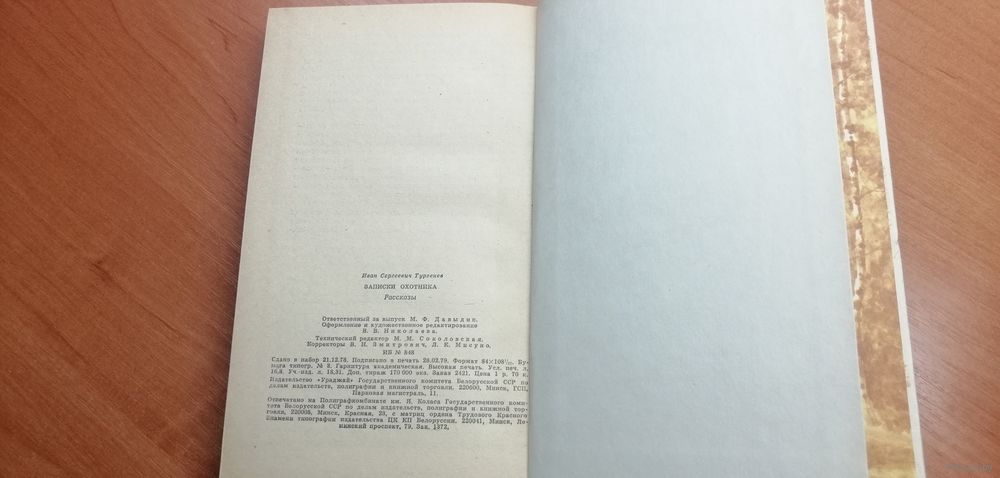 Иван Сергеевич Тургенев
ЗАПИСКИ ОХОТНИКА
Рассказы
Ответственный за выпуск М. Ф. Давыдик.
Оформление и художественное редактирование
В. В. Николаева.
Технический редактор М. М. Соколовская.
Корректоры В. И. Змитрович, Л. К. Мисуно.
ИБ № 848
Сдано в набор 21.12.78. Подписано в печать 28.02.79. Формат 84×108 Бу-
мага типогр. № 3. Гарнитура академическая. Высокая печать. Усл. печ. л.
16,4. Уч.-изд. л. 18,31. Доп. тираж 170 000 экз. Заказ 2421. Цена 1 р. 70 к.
Издательство «Ураджай» Государственного комитета Белорусской ССР по
делам издательств, полиграфии и книжной торговли. 220600, Минск, ГСП,
Парковая магистраль, 11.
Отпечатано на Полиграфкомбинате им. Я. Коласа Государственного коми-
тета Белорусской ССР по делам издательств, полиграфии и книжной тор-
говли, 220005, Минск, Красная, 23, с матриц ордена Трудового Красного
Знамени типографии издательства ЦК КП Белоруссии. 220041, Минск, Ле-
нинский проспект, 79. Зак. 1372.